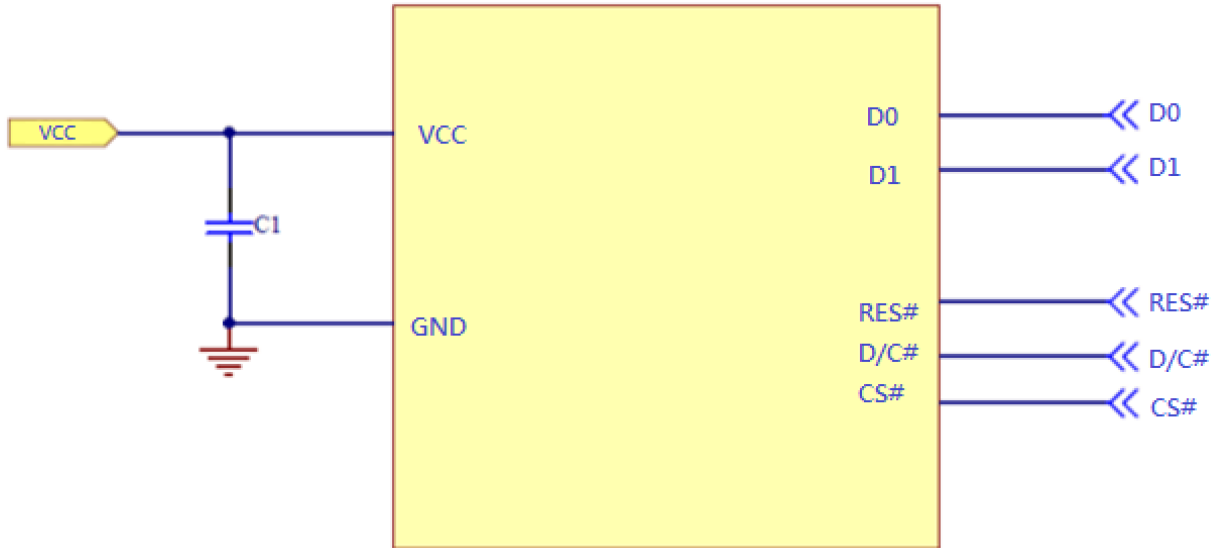 VCC
VCC
C1
GND
D0
D0
D1
D1
RES#
RES#
D/C#
D/C#
CS#
CS#